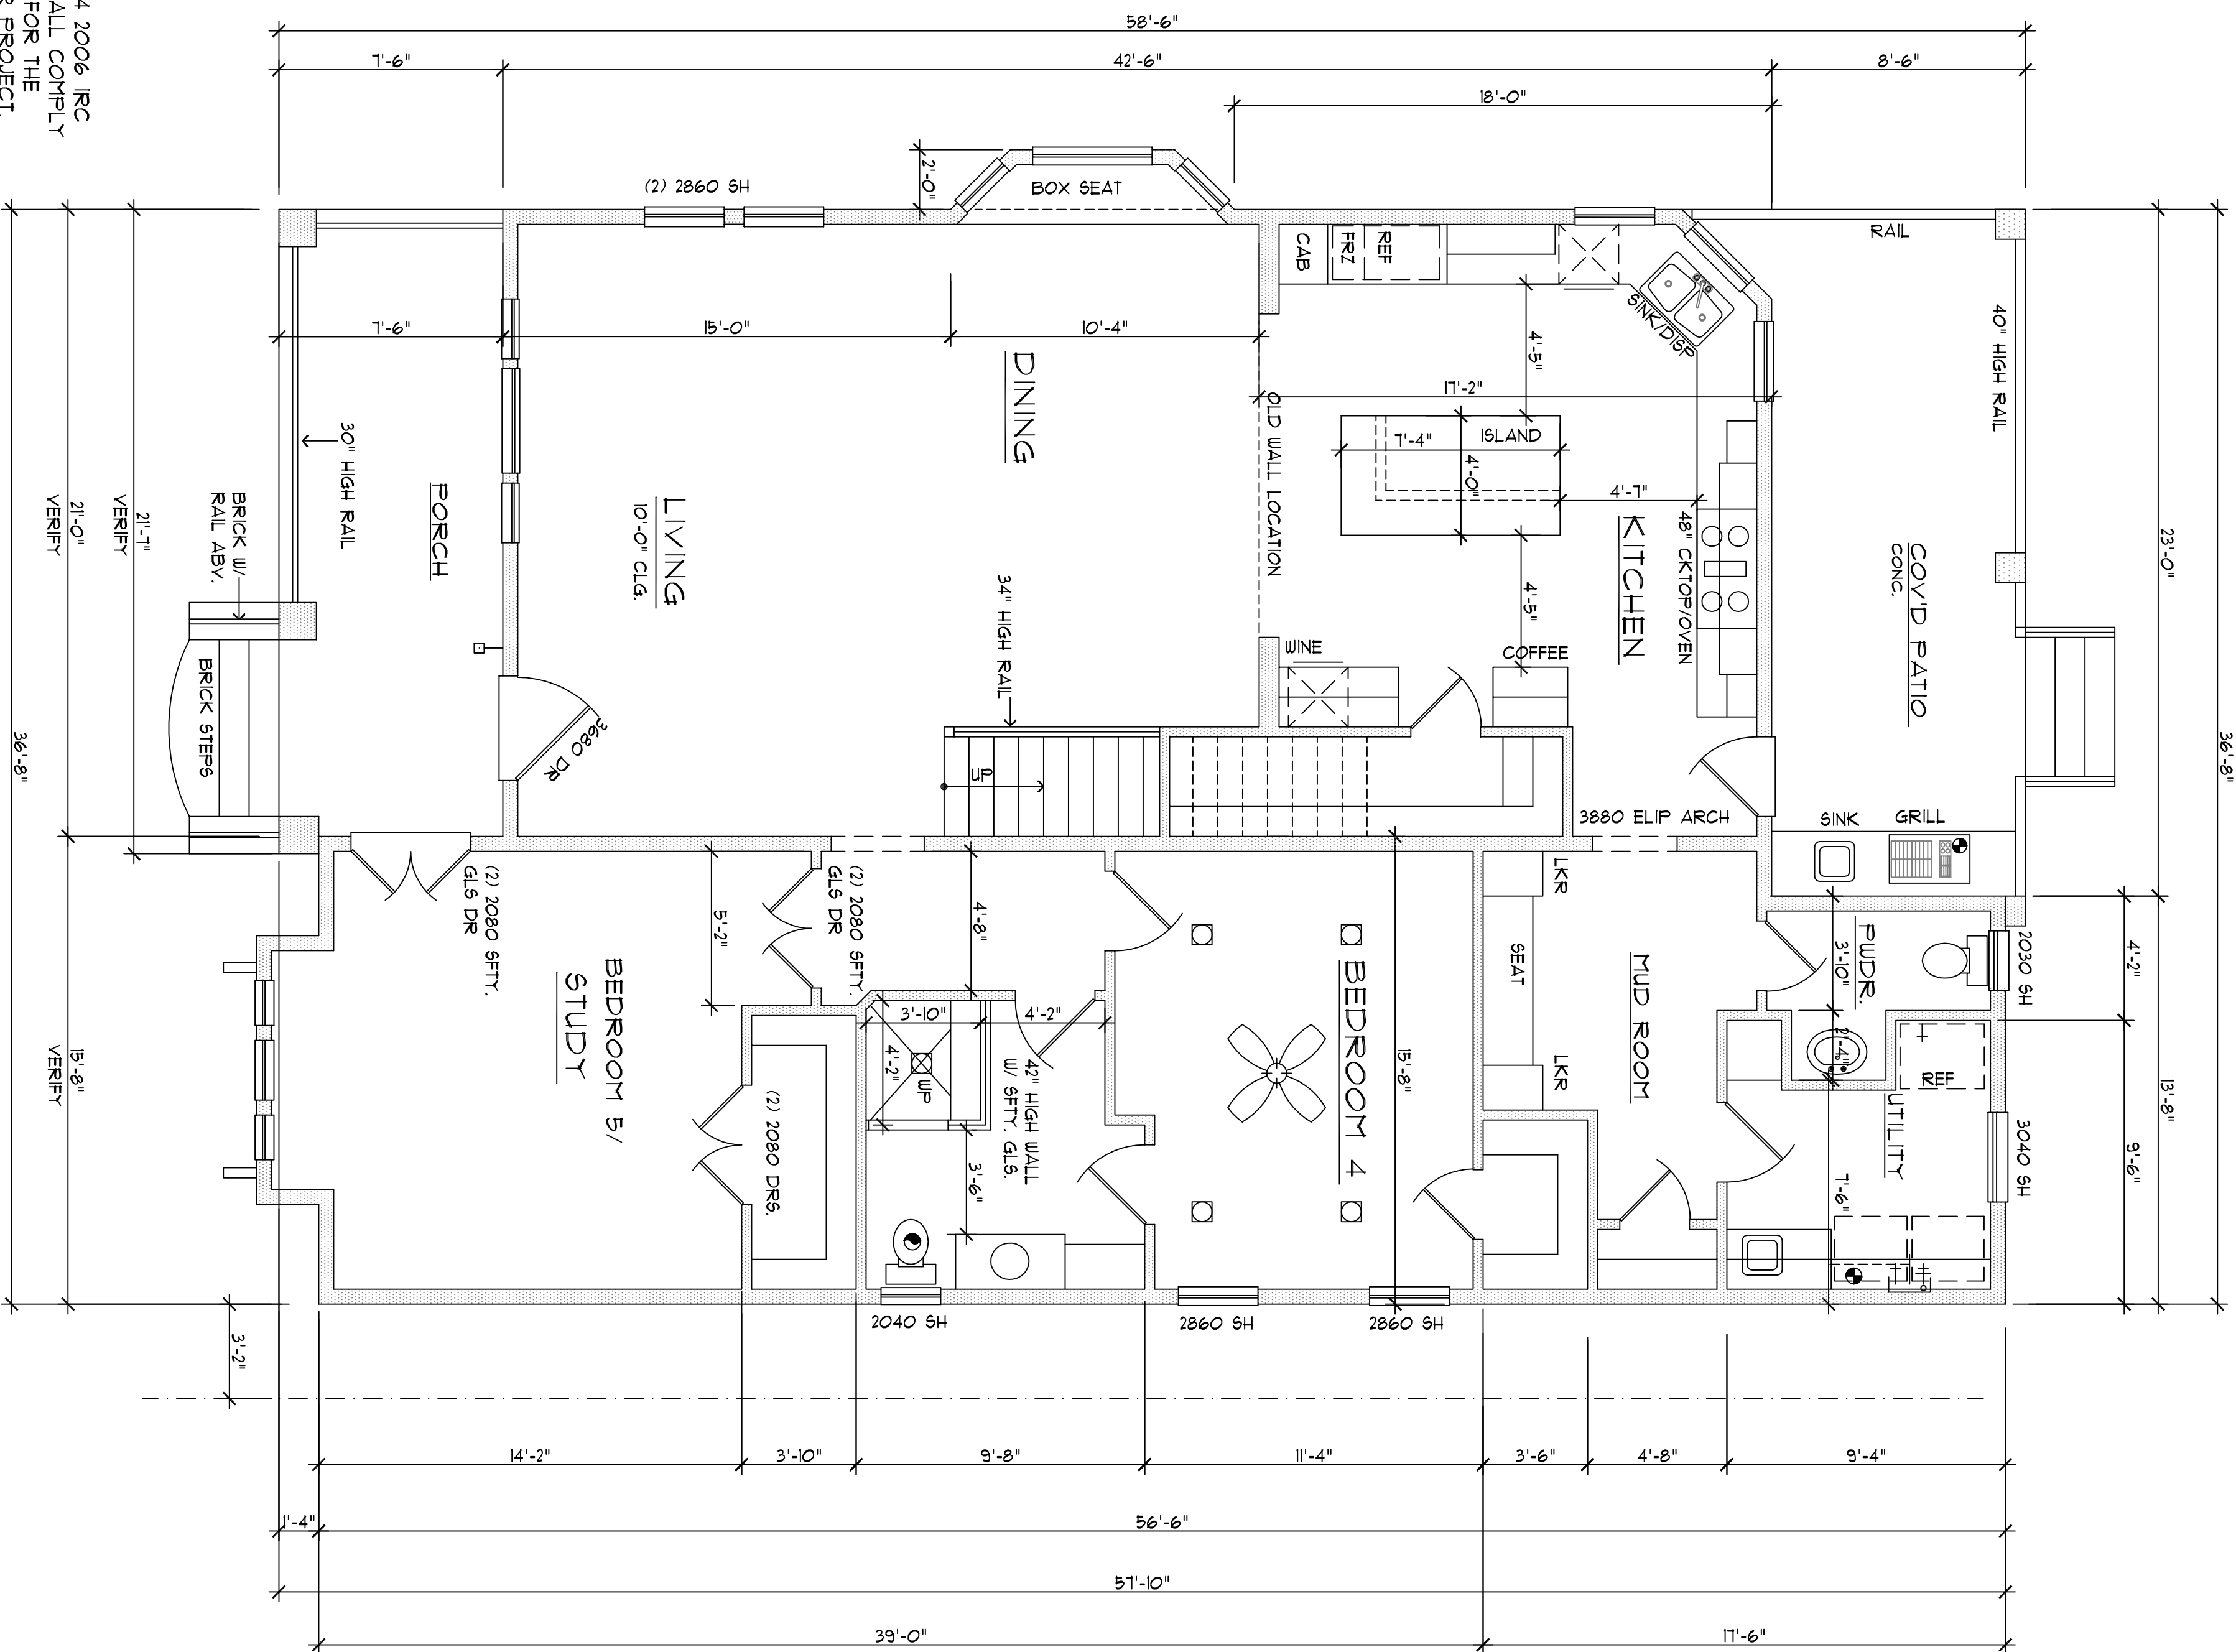 4 2006 IRC
ALL COMPLY
FOR THE
R PROJECT.
58'-6"
7'-6"
42'-6"
8'-6"
18'-0"
2'-0"
(2) 2860 SH
BOX SEAT
RAIL
40" HIGH RAIL
CAB
FRZ
REF
SINK/DISP
7'-6"
15'-0"
10'-4"
DINING
OLD WALL LOCATION
17'-2"
4'-5"
ISLAND
7'-4"
4'-0"
4'-7"
4'-5"
KITCHEN
48" CKTOP/OVEN
COV'D PATIO
CONC.
23'-0"
36'-8"
30" HIGH RAIL
PORCH
BRICK W/
RAIL ABV.
21'-7"
VERIFY
21'-0"
VERIFY
36'-8"
LIVING
10'-0" CLG.
34" HIGH RAIL
WINE
COFFEE
BRICK STEPS
3680 DR
UP
3880 ELIP ARCH
SINK
GRILL
(2) 2080 SFTY.
GLS DR
(2) 2080 SFTY.
GLS DR
5'-2"
4'-8"
LKR
SEAT
LKR
MUD ROOM
PWDR.
3'-10"
2'-4"
2030 SH
4'-2"
13'-8"
9'-6"
REF
UTILITY
3040 SH
7'-6"
BEDROOM 5/
STUDY
(2) 2080 DRS.
3'-10"
4'-2"
4'-2"
WP
42" HIGH WALL
W/ SFTY. GLS.
3'-6"
BEDROOM 4
15'-8"
15'-8"
VERIFY
3'-2"
2040 SH
2860 SH
2860 SH
14'-2"
3'-10"
9'-8"
11'-4"
3'-6"
4'-8"
9'-4"
1'-4"
56'-6"
57'-10"
39'-0"
17'-6"